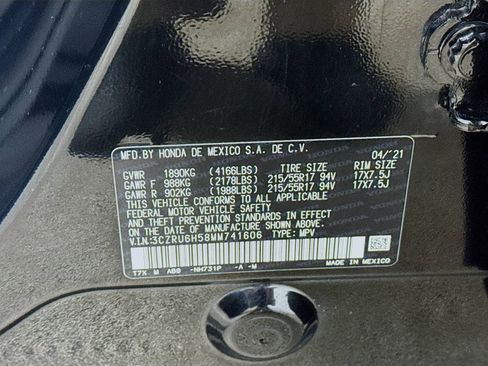 MFD.BY HONDA DE MEXICO S.A. DE C.V. 04/'21
GVWR 1890KG (4166LBS) TIRE SIZE RIM SIZE
GAWR F 988KG (2178LBS) 215/55R17 94V 17X7.5J
GAWR R 902KG (1988LBS) 215/55R17 94V 17X7.5J
THIS VEHICLE CONFORMS TO ALL APPLICABLE
FEDERAL MOTOR VEHICLE SAFETY AND THEFT PREVENTION
STANDARDS IN EFFECT ON THE DATE OF MANUFACTURE SHOWN ABOVE.
V.I.N:3CZRU6H58MM741606 TYPE: MPV
T7X M AB0 -NH731P -A -M MADE IN MEXICO